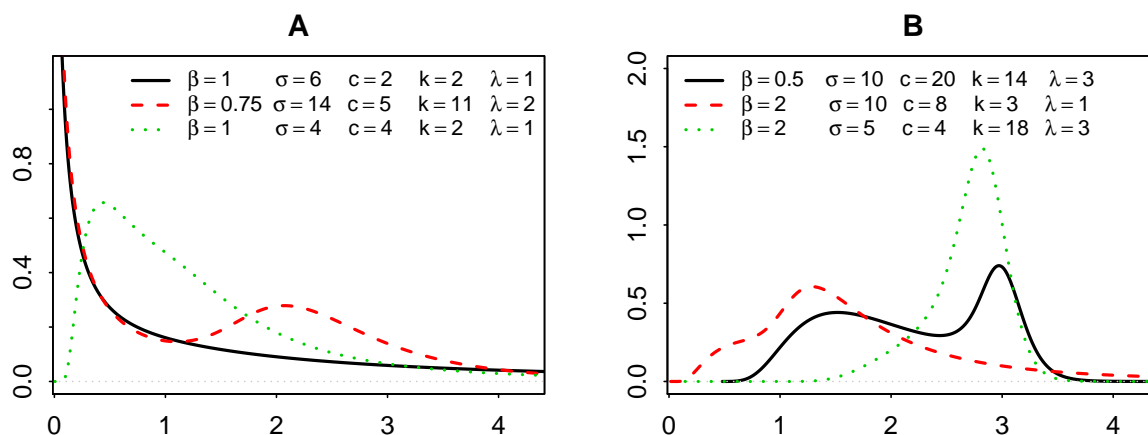 A
β = 1 σ = 6 c = 2 k = 2 λ = 1
β = 0.75 σ = 14 c = 5 k = 11 λ = 2
β = 1 σ = 4 c = 4 k = 2 λ = 1
0.8
0.4
0.0
0 1 2 3 4
B
β = 0.5 σ = 10 c = 20 k = 14 λ = 3
β = 2 σ = 10 c = 8 k = 3 λ = 1
β = 2 σ = 5 c = 4 k = 18 λ = 3
2.0
1.5
1.0
0.5
0.0
0 1 2 3 4